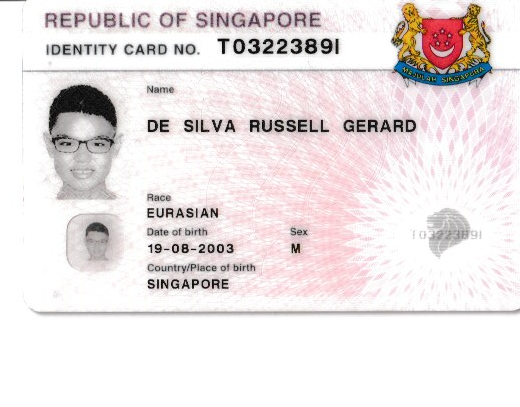 REPUBLIC OF SINGAPORE
IDENTITY CARD NO. T0322389I
MAJULAH SINGAPURA
Name
DE SILVA RUSSELL GERARD
Race
EURASIAN
Date of birth
Sex
19-08-2003
M
T0322389I
Country/Place of birth
SINGAPORE